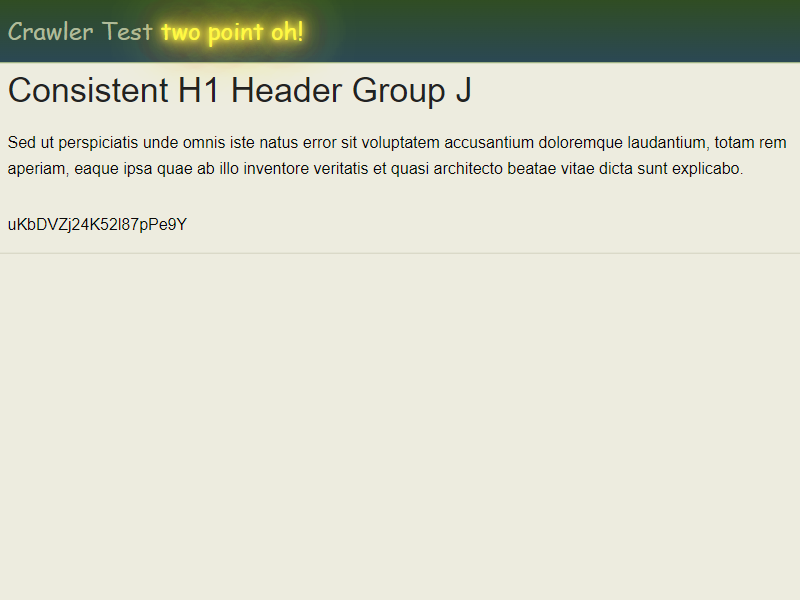 Crawler Test two point oh!
Consistent H1 Header Group J
Sed ut perspiciatis unde omnis iste natus error sit voluptatem accusantium doloremque laudantium, totam rem
aperiam, eaque ipsa quae ab illo inventore veritatis et quasi architecto beatae vitae dicta sunt explicabo.
uKbDVZj24K52l87pPe9Y